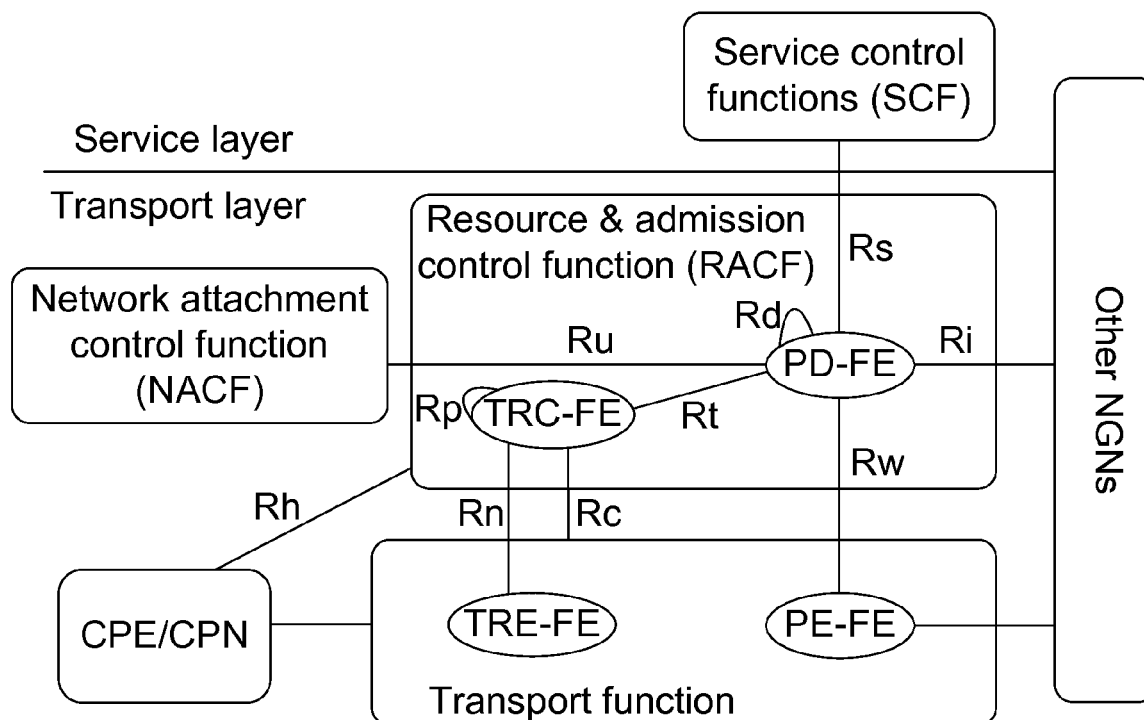 Service control
functions (SCF)
Service layer
Transport layer
Resource & admission
control function (RACF)
Rs
Network attachment
control function
(NACF)
Ru
Rd
PD-FE
Ri
Rp
TRC-FE
Rt
Rw
Rh
Rn
Rc
Other NGNs
CPE/CPN
TRE-FE
PE-FE
Transport function